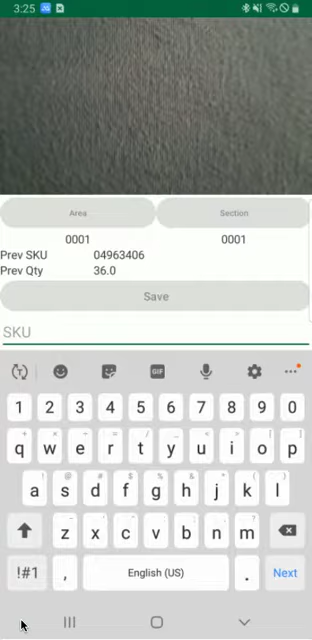 3:25
Area Section
0001 0001
Prev SKU 04963406
Prev Qty 36.0
Save
SKU
GIF
1 2 3 4 5 6 7 8 9 0
q w e r t y u i o p
a s d f g h j k l
z x c v b n m
!#1 , English (US) . Next